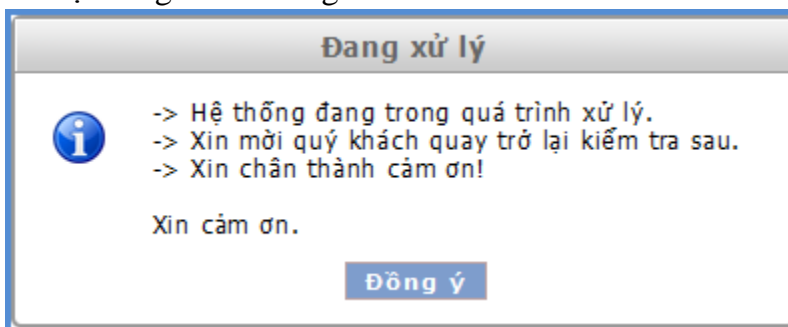 Đang xử lý
-> Hệ thống đang trong quá trình xử lý.
-> Xin mời quý khách quay trở lại kiểm tra sau.
-> Xin chân thành cảm ơn!
Xin cảm ơn.
Đồng ý